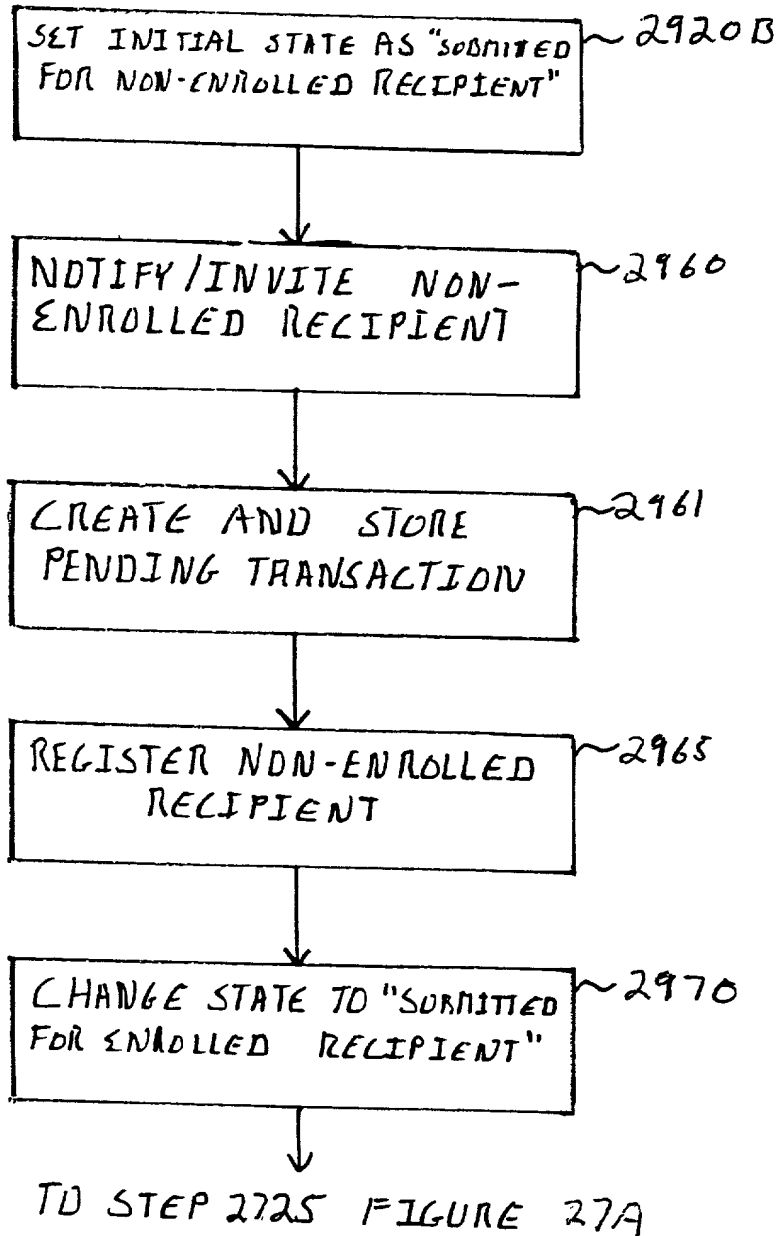 SET INITIAL STATE AS "SUBMITED
FOR NON-ENROLLED RECIPIENT"
2920B
NOTIFY/INVITE NON-
ENROLLED RECIPIENT
2960
CREATE AND STORE
PENDING TRANSACTION
2961
REGISTER NON-ENROLLED
RECIPIENT
2965
CHANGE STATE TO "SUBMITTED
FOR ENROLLED RECIPIENT"
2970
TO STEP 2725 FIGURE 27A